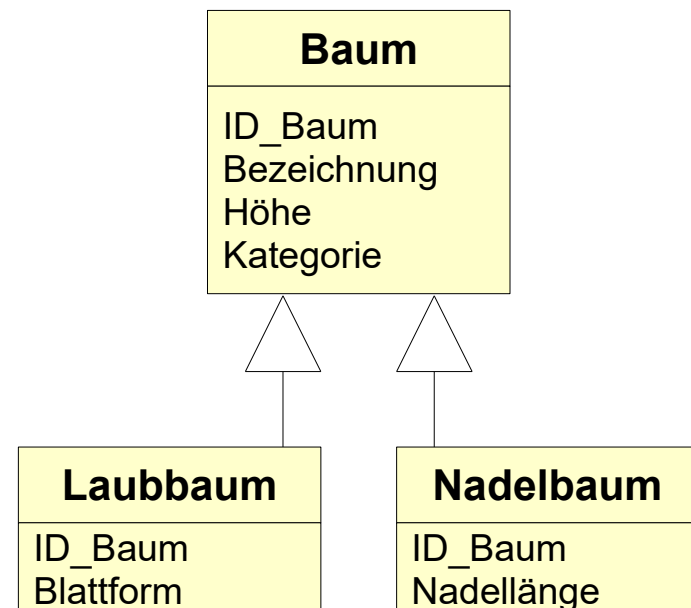 Baum
ID_Baum
Bezeichnung
Höhe
Kategorie
Laubbaum
ID_Baum
Blattform
Nadelbaum
ID_Baum
Nadellänge